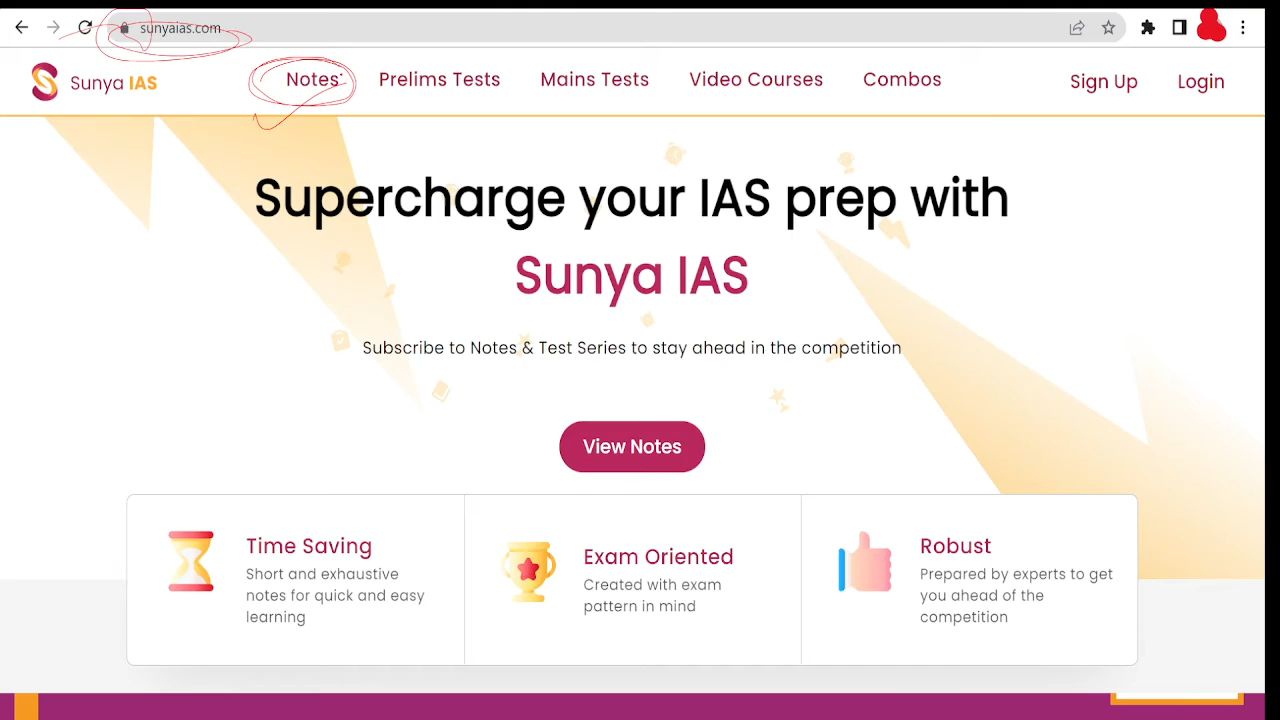 sunyaias.com
Sunya IAS
Notes Prelims Tests Mains Tests Video Courses Combos Sign Up Login
Supercharge your IAS prep with
Sunya IAS
Subscribe to Notes & Test Series to stay ahead in the competition
View Notes
Time Saving
Short and exhaustive
notes for quick and easy
learning
Exam Oriented
Created with exam
pattern in mind
Robust
Prepared by experts to get
you ahead of the
competition